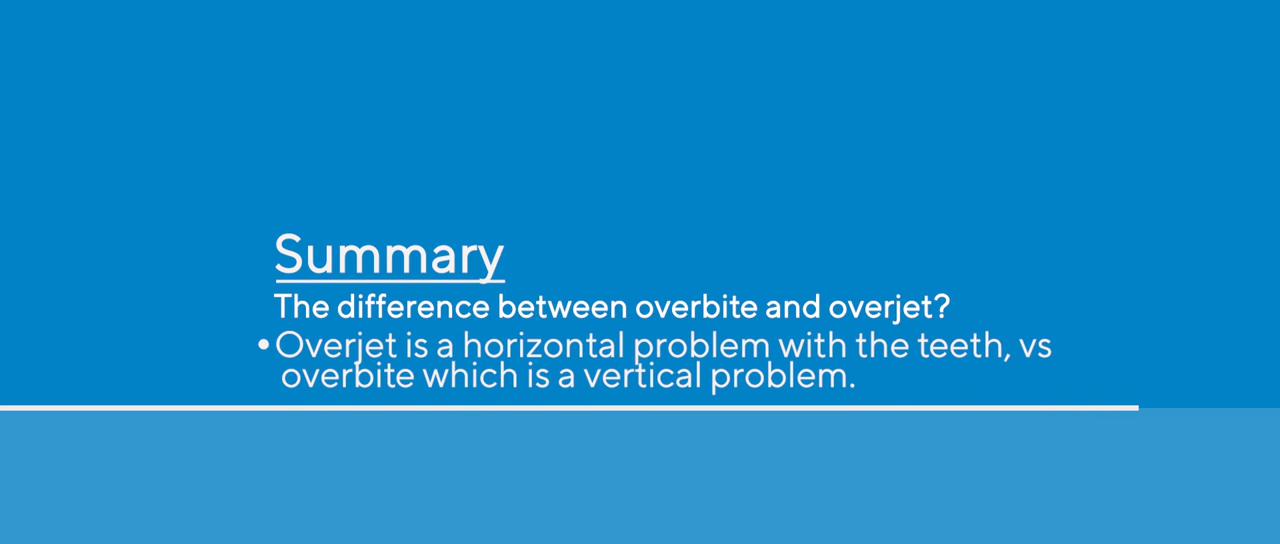 Summary
The difference between overbite and overjet?
•Overjet is a horizontal problem with the teeth, vs
overbite which is a vertical problem.